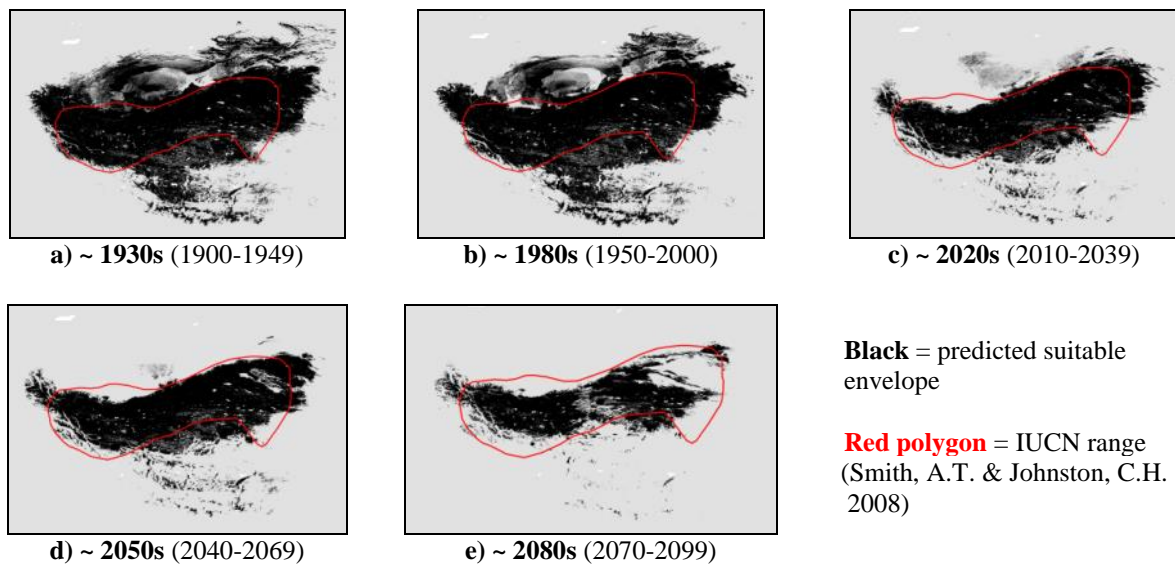 a) ~ 1930s (1900-1949)
b) ~ 1980s (1950-2000)
c) ~ 2020s (2010-2039)
d) ~ 2050s (2040-2069)
e) ~ 2080s (2070-2099)
Black = predicted suitable
envelope
Red polygon = IUCN range
(Smith, A.T. & Johnston, C.H.
2008)